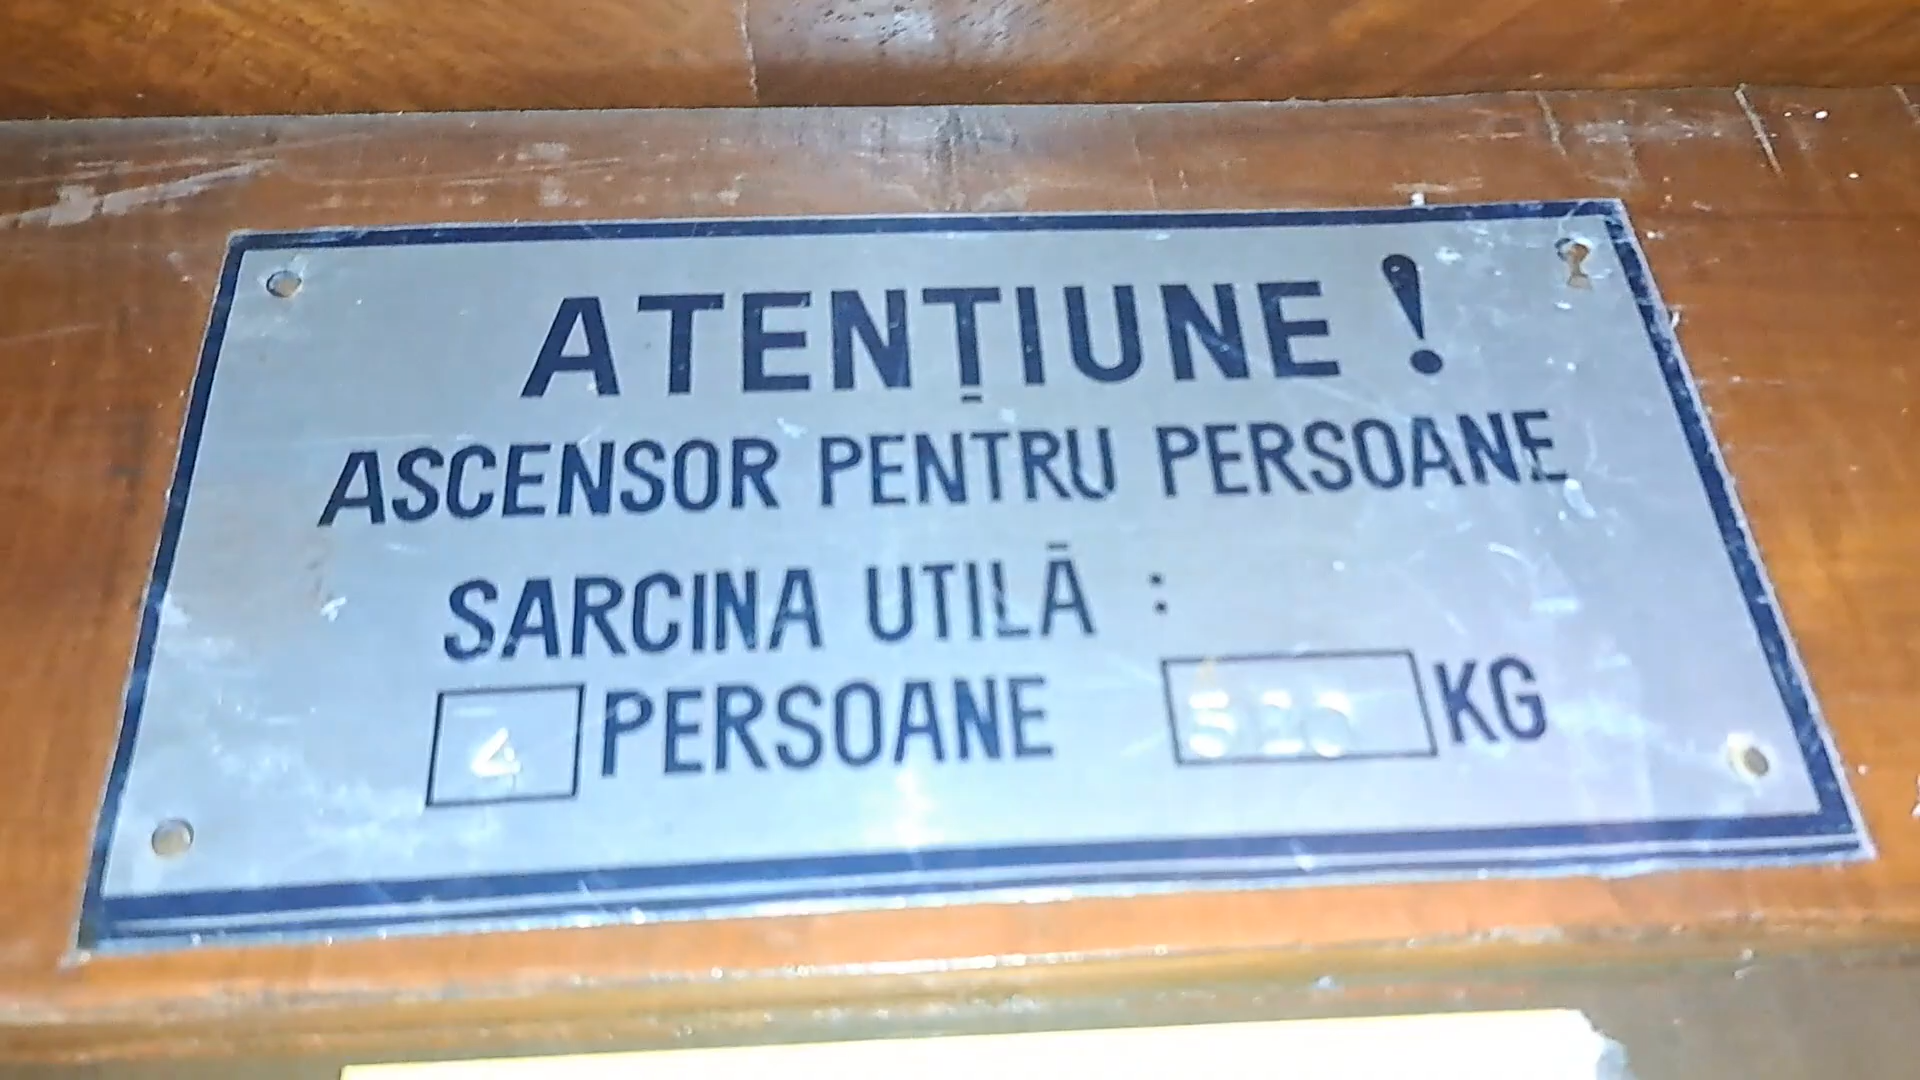 ATENȚIUNE !
ASCENSOR PENTRU PERSOANE
SARCINA UTILĂ :
4 PERSOANE KG